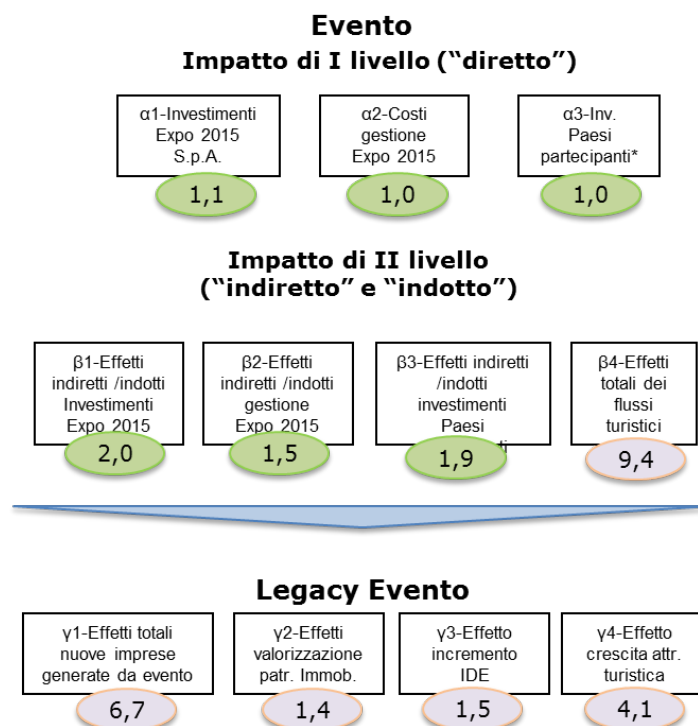 Evento
Impatto di I livello (“diretto”)
α1-Investimenti
Expo 2015
S.p.A.
1,1
α2-Costi
gestione
Expo 2015
1,0
α3-Inv.
Paesi
partecipanti*
1,0
Impatto di II livello
(“indiretto” e “indotto”)
β1-Effetti
indiretti /indotti
Investimenti
Expo 2015
2,0
β2-Effetti
indiretti /indotti
gestione
Expo 2015
1,5
β3-Effetti indiretti
/indotti
investimenti
Paesi
1,9
β4-Effetti
totali dei
flussi
turistici
9,4
Legacy Evento
γ1-Effetti totali
nuove imprese
generate da evento
6,7
γ2-Effetti
valorizzazione
patr. Immob.
1,4
γ3-Effetto
incremento
IDE
1,5
γ4-Effetto
crescita attr.
turistica
4,1